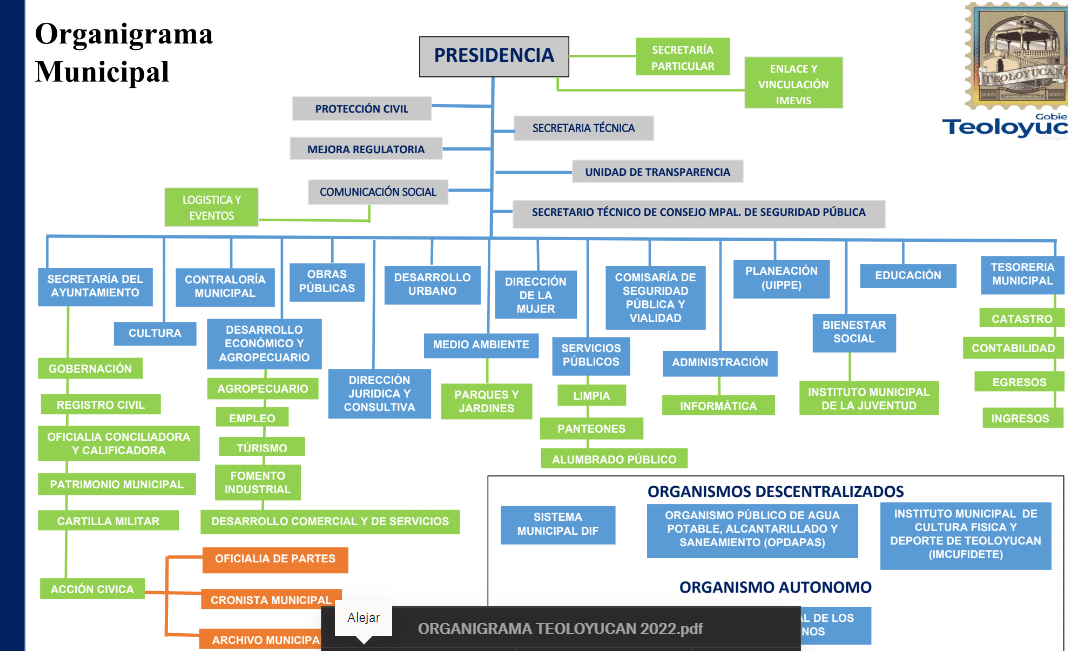 Organigrama
Municipal
PRESIDENCIA
SECRETARÍA
PARTICULAR
ENLACE Y
VINCULACIÓN
IMEVIS
TEOLOYUCAN
Gobie
Teoloyuc
PROTECCIÓN CIVIL
SECRETARIA TÉCNICA
MEJORA REGULATORIA
UNIDAD DE TRANSPARENCIA
COMUNICACIÓN SOCIAL
LOGISTICA Y
EVENTOS
SECRETARIO TÉCNICO DE CONSEJO MPAL. DE SEGURIDAD PÚBLICA
SECRETARÍA DEL
AYUNTAMIENTO
CULTURA
CONTRALORÍA
MUNICIPAL
DESARROLLO
ECONÓMICO Y
AGROPECUARIO
OBRAS
PÚBLICAS
DIRECCIÓN
JURIDICA Y
CONSULTIVA
DESARROLLO
URBANO
MEDIO AMBIENTE
DIRECCIÓN
DE LA
MUJER
SERVICIOS
PÚBLICOS
COMISARÍA DE
SEGURIDAD
PÚBLICA Y
VIALIDAD
ADMINISTRACIÓN
PLANEACIÓN
(UIPPE)
BIENESTAR
SOCIAL
EDUCACIÓN
TESORERIA
MUNICIPAL
GOBERNACIÓN
REGISTRO CIVIL
OFICIALIA CONCILIADORA
Y CALIFICADORA
PATRIMONIO MUNICIPAL
CARTILLA MILITAR
ACCIÓN CIVICA
OFICIALIA DE PARTES
CRONISTA MUNICIPAL
ARCHIVO MUNICIPA
AGROPECUARIO
EMPLEO
TÚRISMO
FOMENTO
INDUSTRIAL
DESARROLLO COMERCIAL Y DE SERVICIOS
PARQUES Y
JARDINES
LIMPIA
PANTEONES
ALUMBRADO PÚBLICO
INFORMÁTICA
INSTITUTO MUNICIPAL
DE LA JUVENTUD
CATASTRO
CONTABILIDAD
EGRESOS
INGRESOS
ORGANISMOS DESCENTRALIZADOS
SISTEMA
MUNICIPAL DIF
ORGANISMO PÚBLICO DE AGUA
POTABLE, ALCANTARILLADO Y
SANEAMIENTO (OPDAPAS)
INSTITUTO MUNICIPAL DE
CULTURA FISICA Y
DEPORTE DE TEOLOYUCAN
(IMCUFIDETE)
ORGANISMO AUTONOMO
AL DE LOS
NOS
Alejar
ORGANIGRAMA TEOLOYUCAN 2022.pdf